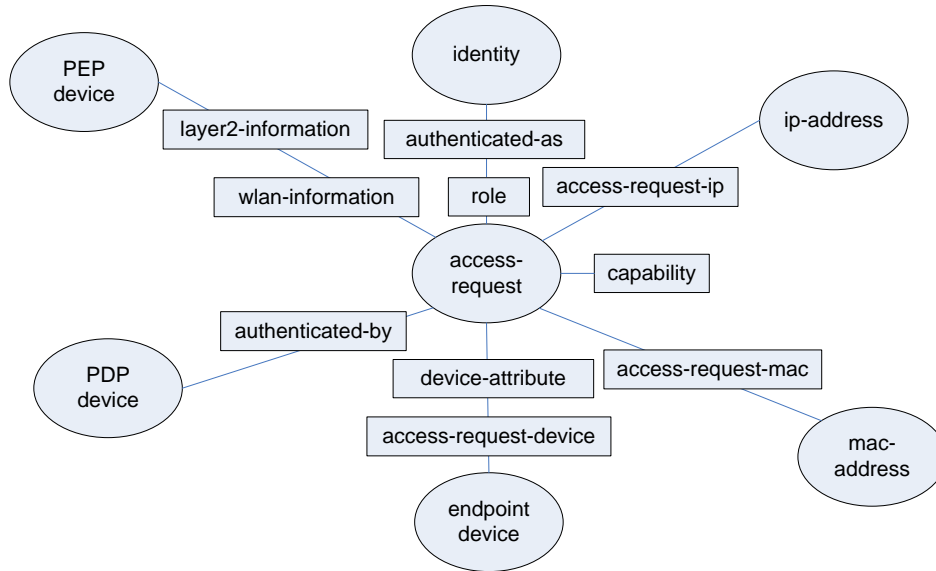 identity
PEP
device
ip-address
layer2-information
authenticated-as
wlan-information
role
access-request-ip
access-
request
capability
authenticated-by
PDP
device
device-attribute
access-request-mac
access-request-device
mac-
address
endpoint
device